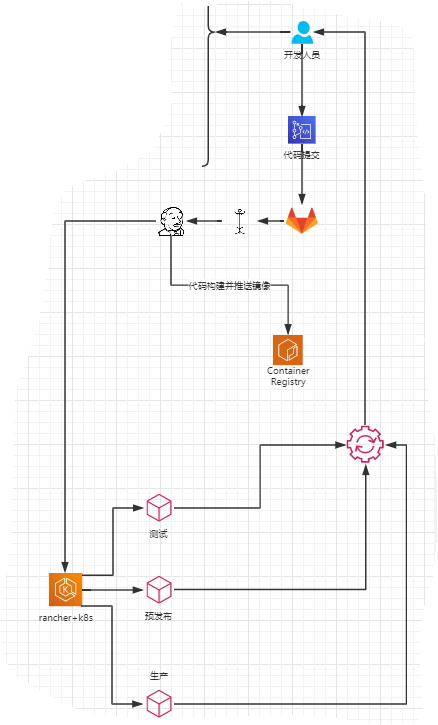 开发人员
代码提交
代码构建并推送镜像
Container
Registry
测试
rancher+k8s
预发布
生产